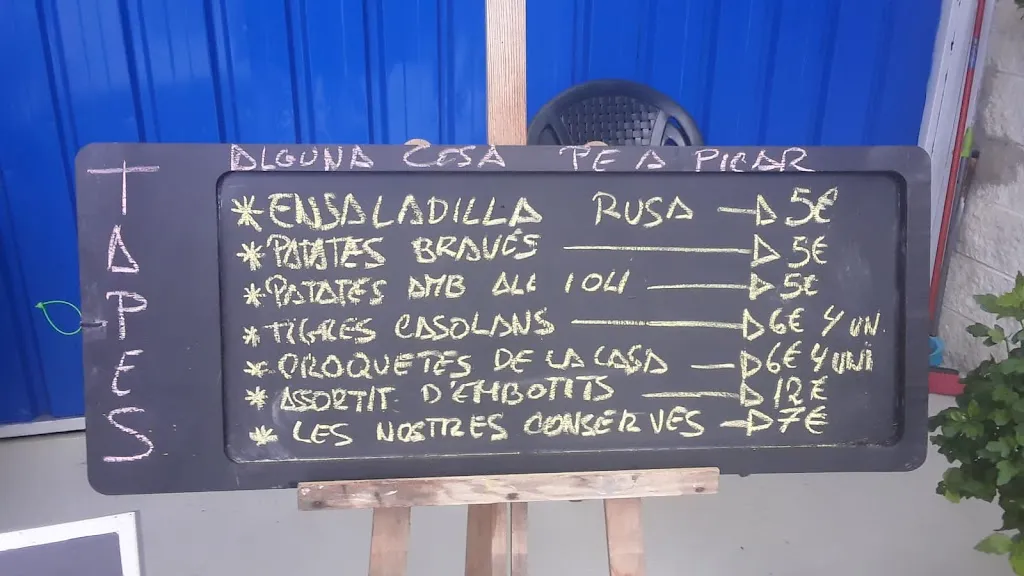 ALGUNA COSA PE A PICAR
TAPES
* ENSALADILLA RUSA 5€
* PATATES BRAVES 5€
* PATATES AMB ALL I OLI 5€
* TIGRES CASOLANS 6€ 4 UN.
* CROQUETES DE LA CASA 6€ 4 UNI
* ASSORTIT D'EMBOTITS 12€
* LES NOSTRES CONSERVES 7€